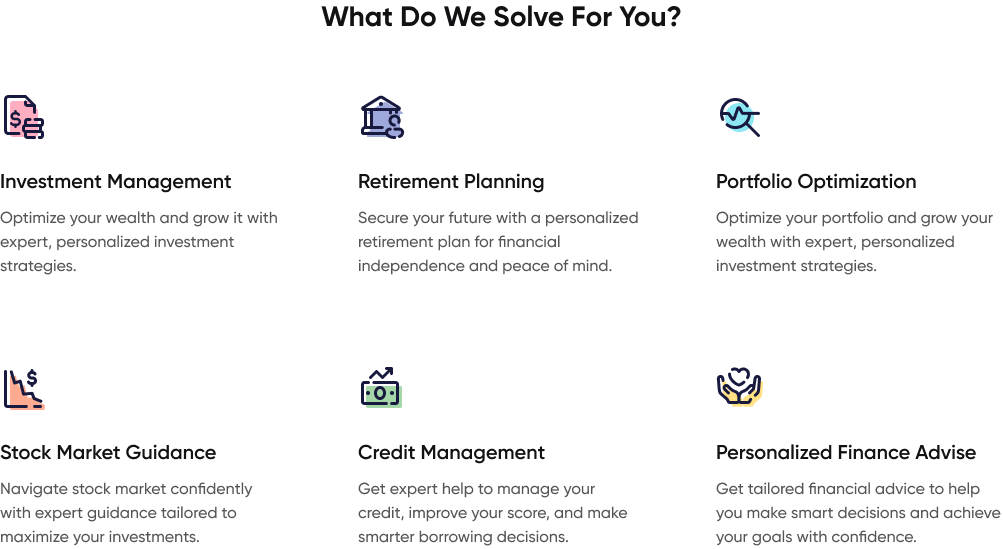 What Do We Solve For You?
Investment Management
Optimize your wealth and grow it with
expert, personalized investment
strategies.
Retirement Planning
Secure your future with a personalized
retirement plan for financial
independence and peace of mind.
Portfolio Optimization
Optimize your portfolio and grow your
wealth with expert, personalized
investment strategies.
Stock Market Guidance
Navigate stock market confidently
with expert guidance tailored to
maximize your investments.
Credit Management
Get expert help to manage your
credit, improve your score, and make
smarter borrowing decisions.
Personalized Finance Advise
Get tailored financial advice to help
you make smart decisions and achieve
your goals with confidence.